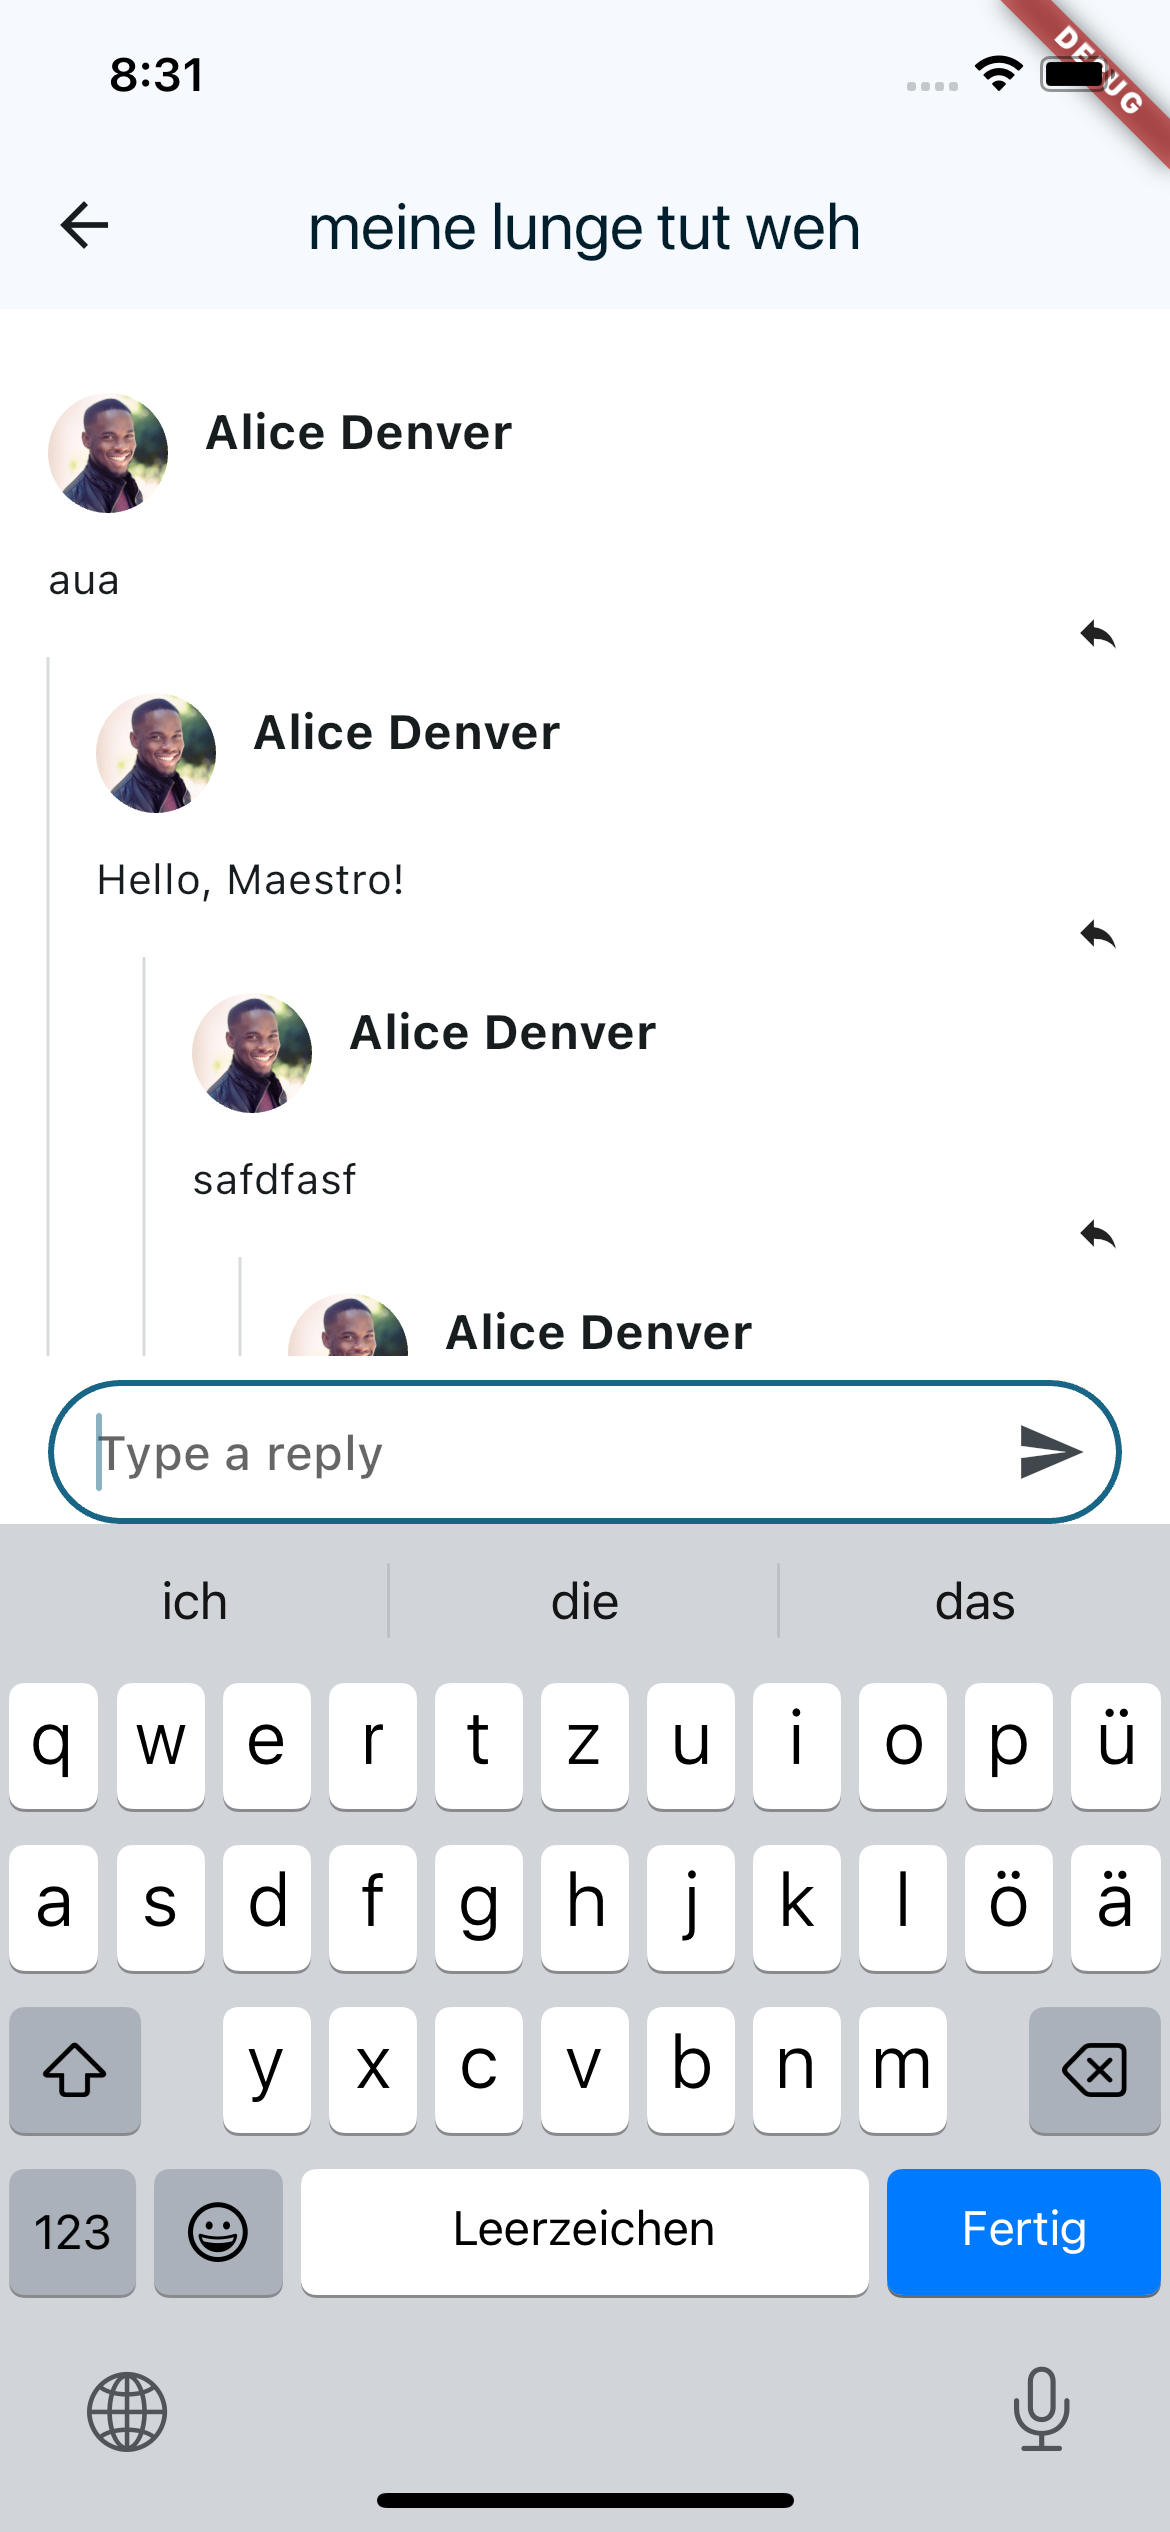 8:31
DEBUG
meine lunge tut weh
Alice Denver
aua
Alice Denver
Hello, Maestro!
Alice Denver
safdfasf
Alice Denver
Type a reply
ich die das
q w e r t z u i o p ü
a s d f g h j k l ö ä
y x c v b n m
123 Leerzeichen Fertig